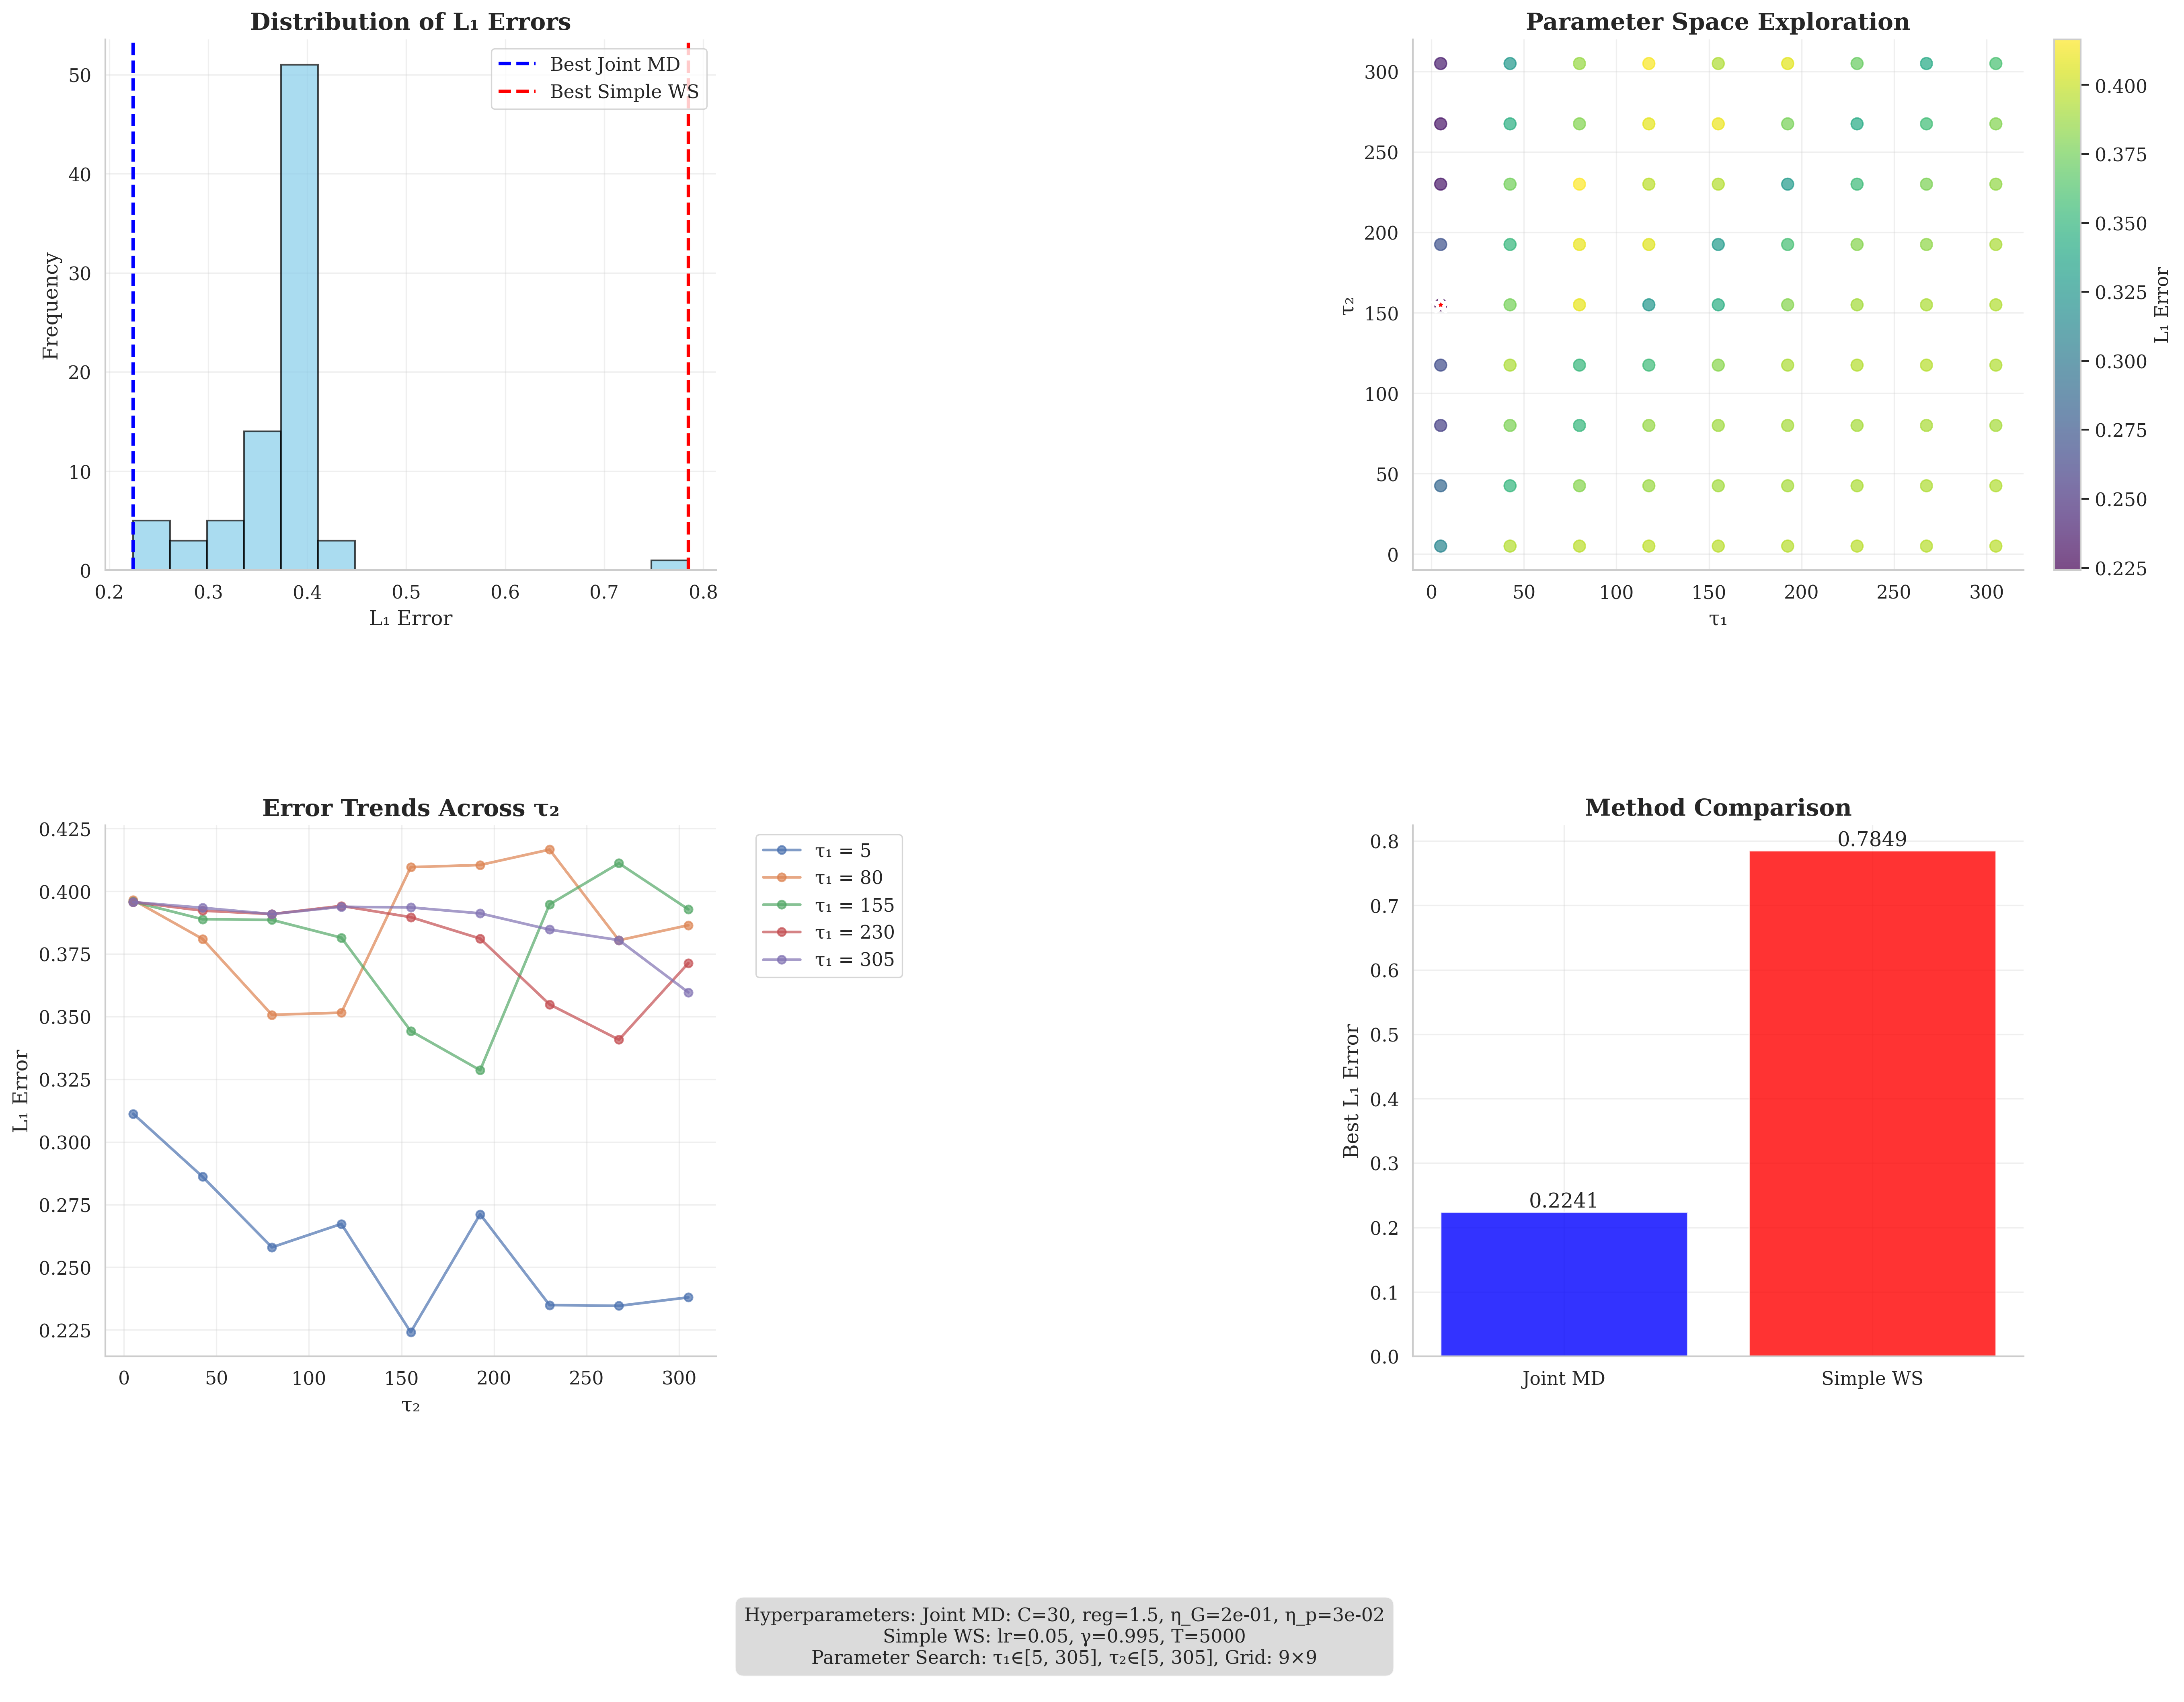 Distribution of L₁ Errors
Best Joint MD
Best Simple WS
Frequency
50
40
30
20
10
0
0.2 0.3 0.4 0.5 0.6 0.7 0.8
L₁ Error
Parameter Space Exploration
τ₂
300
250
200
150
100
50
0
0 50 100 150 200 250 300
τ₁
0.400
0.375
0.350
0.325
0.300
0.275
0.250
0.225
L₁ Error
Error Trends Across τ₂
L₁ Error
0.425
0.400
0.375
0.350
0.325
0.300
0.275
0.250
0.225
0 50 100 150 200 250 300
τ₂
τ₁ = 5
τ₁ = 80
τ₁ = 155
τ₁ = 230
τ₁ = 305
Method Comparison
Best L₁ Error
0.8
0.7
0.6
0.5
0.4
0.3
0.2
0.1
0.0
0.7849
0.2241
Joint MD Simple WS
Hyperparameters: Joint MD: C=30, reg=1.5, η_G=2e-01, η_p=3e-02
Simple WS: lr=0.05, γ=0.995, T=5000
Parameter Search: τ₁∈[5, 305], τ₂∈[5, 305], Grid: 9×9